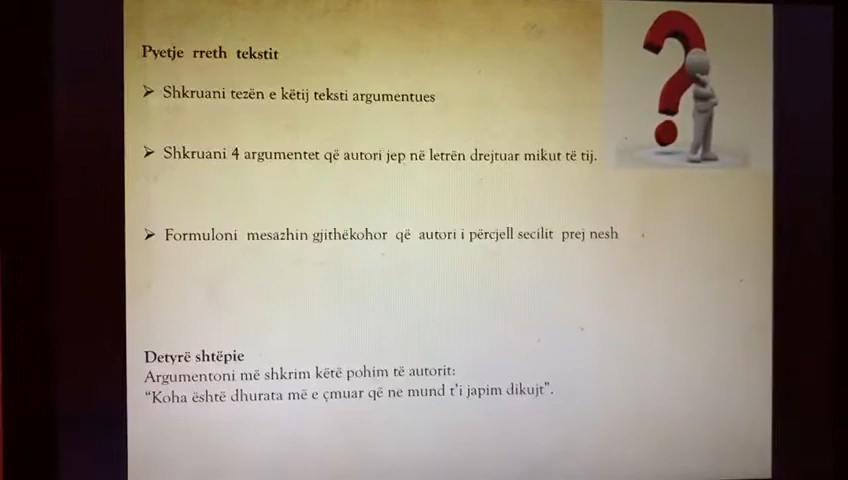 Pyetje rreth tekstit
Shkruani tezën e këtij teksti argumentues
Shkruani 4 argumentet që autori jep në letrën drejtuar mikut të tij.
Formuloni mesazhin gjithëkohor që autori i përcjell secilit prej nesh
Detyrë shtëpie
Argumentoni më shkrim këtë pohim të autorit:
“Koha është dhurata më e çmuar që ne mund t’i japim dikujt”.